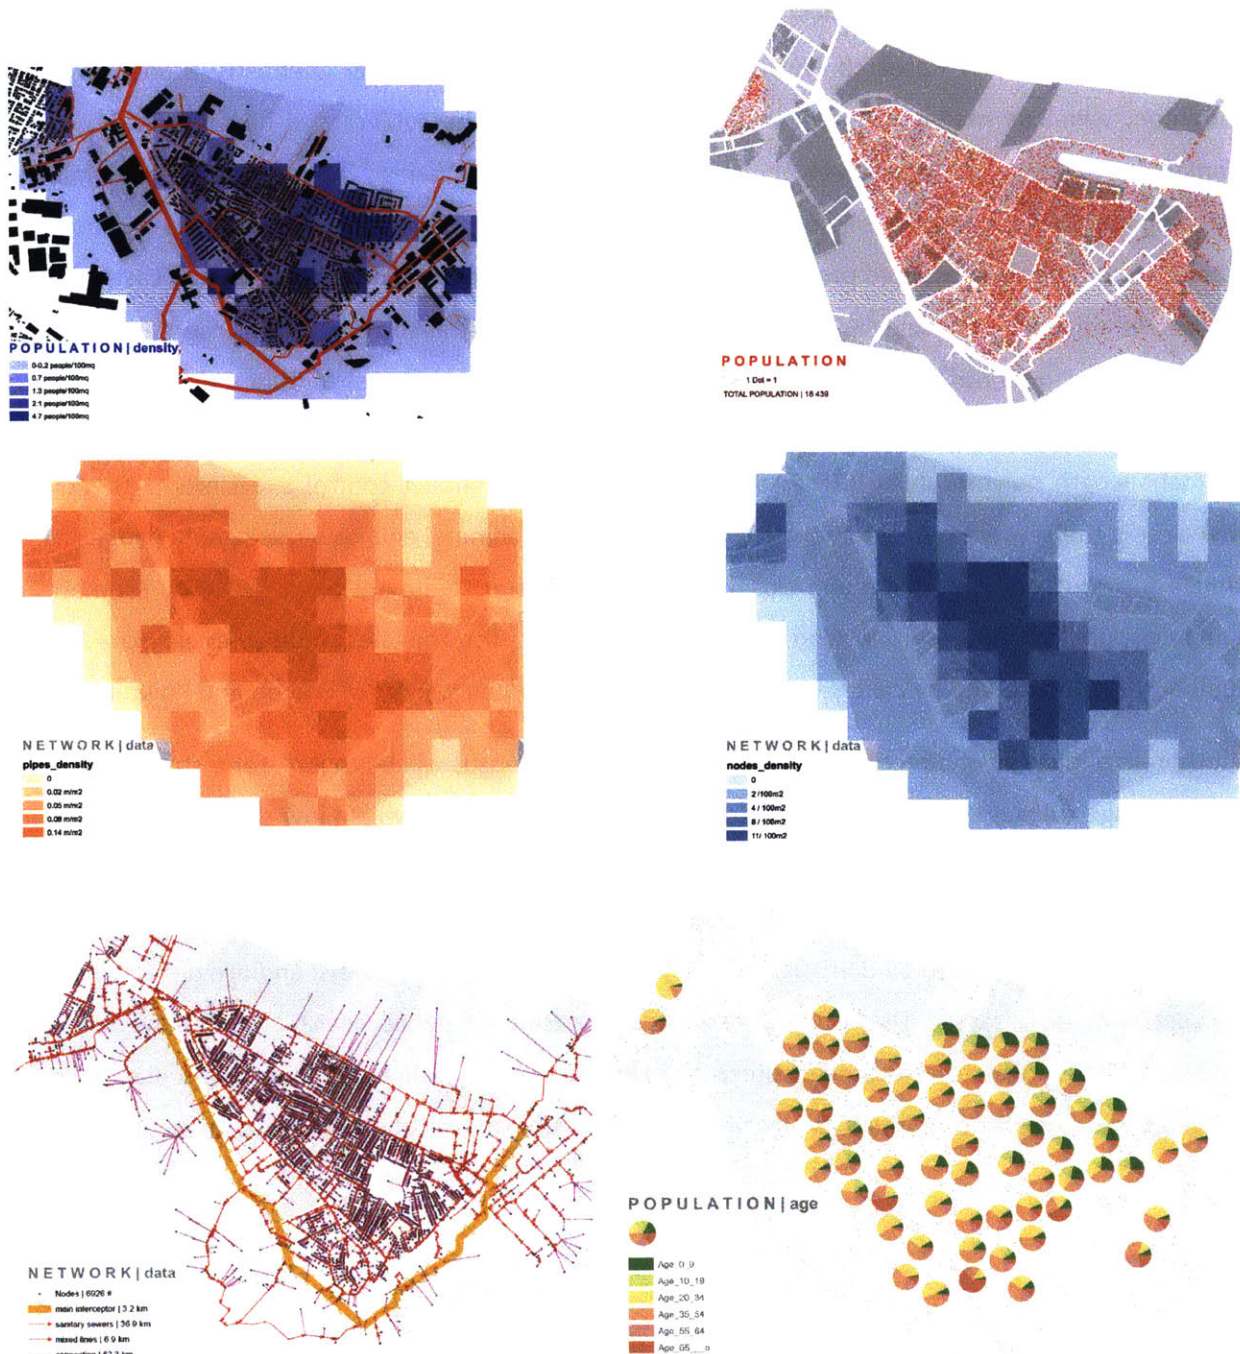 POPULATION | density
0-0.2 people/100mq
0.7 people/100mq
1.3 people/100mq
2.1 people/100mq
4.7 people/100mq
POPULATION
1 Dot = 1
TOTAL POPULATION | 18 439
NETWORK | data
pipes_density
0
0.02 m/m2
0.05 m/m2
0.08 m/m2
0.14 m/m2
NETWORK | data
nodes_density
0
2 /100m2
4 / 100m2
8 / 100m2
11/ 100m2
NETWORK | data
Nodes | 6926 #
main interceptor | 3.2 km
sanitary sewers | 36.9 km
mixed lines | 6.9 km
POPULATION | age
Age_0_9
Age_10_19
Age_20_34
Age_35_54
Age_55_64
Age_65___o